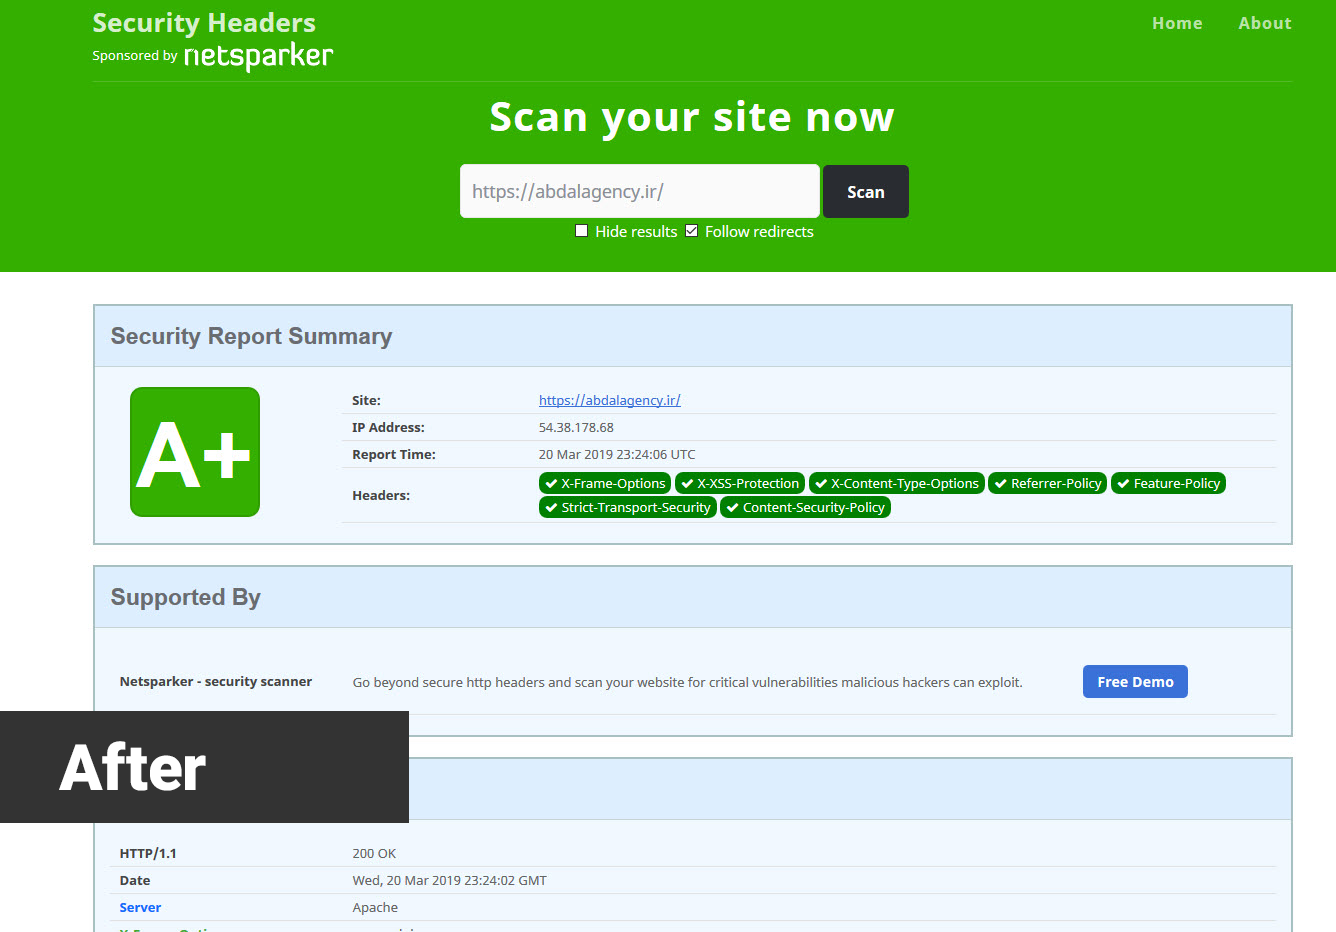 Security Headers
Home About
Sponsored by netsparker
Scan your site now
https://abdalagency.ir/ Scan
Hide results Follow redirects
Security Report Summary
A+
Site: https://abdalagency.ir/
IP Address: 54.38.178.68
Report Time: 20 Mar 2019 23:24:06 UTC
Headers: X-Frame-Options X-XSS-Protection X-Content-Type-Options Referrer-Policy Feature-Policy
Strict-Transport-Security Content-Security-Policy
Supported By
Netsparker - security scanner Go beyond secure http headers and scan your website for critical vulnerabilities malicious hackers can exploit. Free Demo
After
HTTP/1.1 200 OK
Date Wed, 20 Mar 2019 23:24:02 GMT
Server Apache